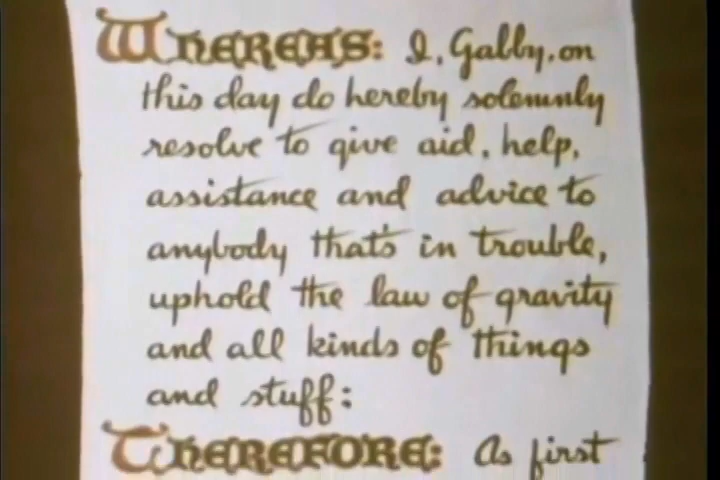 WHEREAS: I, Gabby, on
this day do hereby solemnly
resolve to give aid, help,
assistance and advice to
anybody that's in trouble,
uphold the law of gravity
and all kinds of things
and stuff:
THEREFORE: As first